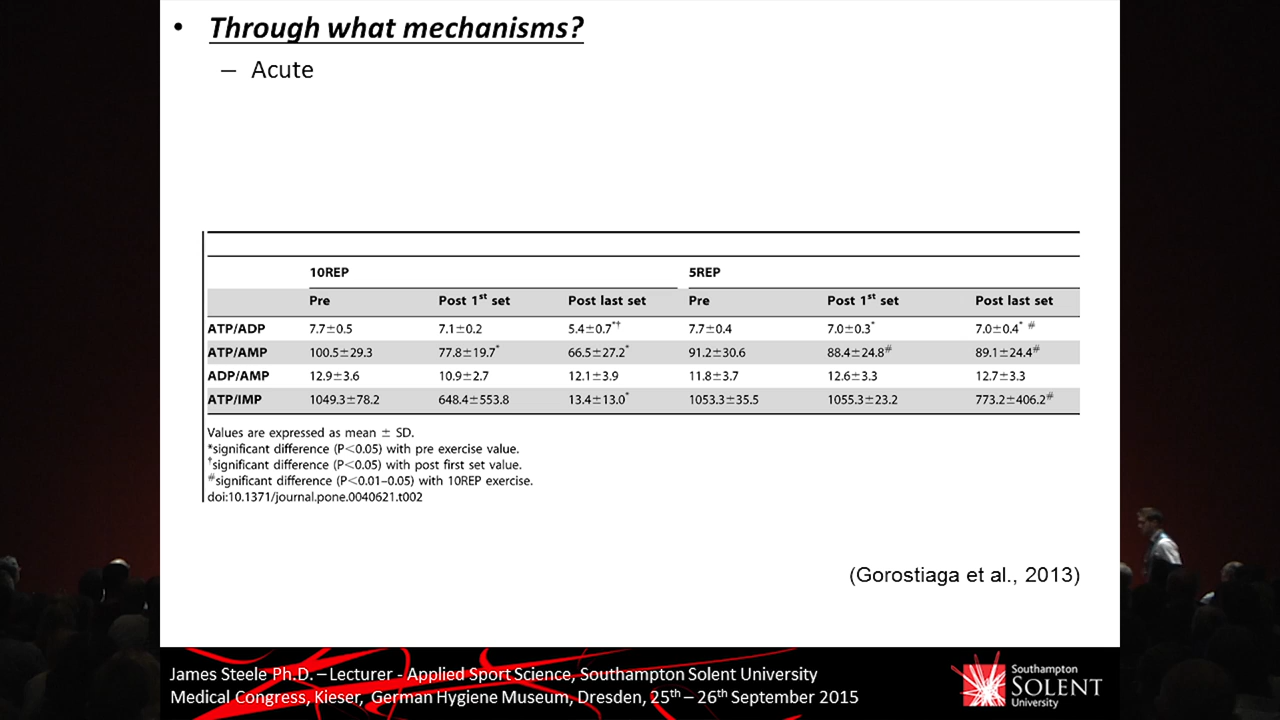 • Through what mechanisms?
– Acute
10REP 5REP
Pre Post 1st set Post last set Pre Post 1st set Post last set
ATP/ADP 7.7±0.5 7.1±0.2 5.4±0.7*† 7.7±0.4 7.0±0.3* 7.0±0.4* #
ATP/AMP 100.5±29.3 77.8±19.7* 66.5±27.2* 91.2±30.6 88.4±24.8# 89.1±24.4#
ADP/AMP 12.9±3.6 10.9±2.7 12.1±3.9 11.8±3.7 12.6±3.3 12.7±3.3
ATP/IMP 1049.3±78.2 648.4±553.8 13.4±13.0* 1053.3±35.5 1055.3±23.2 773.2±406.2#
Values are expressed as mean ± SD.
*significant difference (P<0.05) with pre exercise value.
†significant difference (P<0.05) with post first set value.
#significant difference (P<0.01–0.05) with 10REP exercise.
doi:10.1371/journal.pone.0040621.t002
(Gorostiaga et al., 2013)
James Steele Ph.D. – Lecturer - Applied Sport Science, Southampton Solent University
Medical Congress, Kieser, German Hygiene Museum, Dresden, 25th – 26th September 2015
Southampton
SOLENT
University